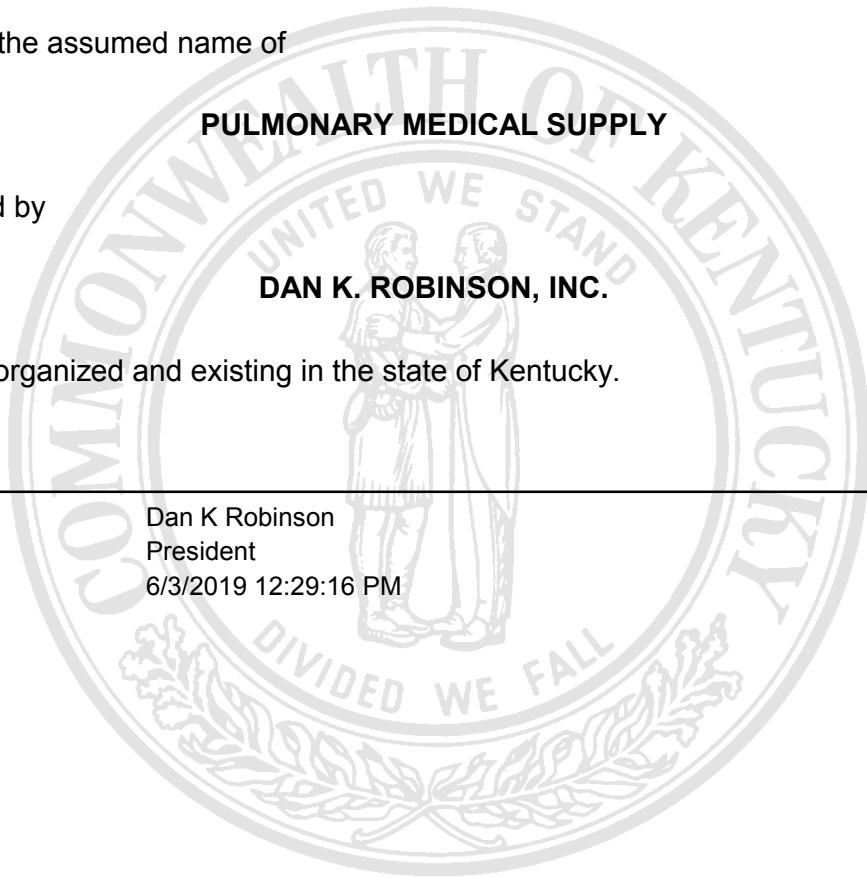 the assumed name of
PULMONARY MEDICAL SUPPLY
d by
DAN K. ROBINSON, INC.
organized and existing in the state of Kentucky.
Dan K Robinson
President
6/3/2019 12:29:16 PM
COMMONWEALTH OF KENTUCKY
UNITED WE STAND
DIVIDED WE FALL